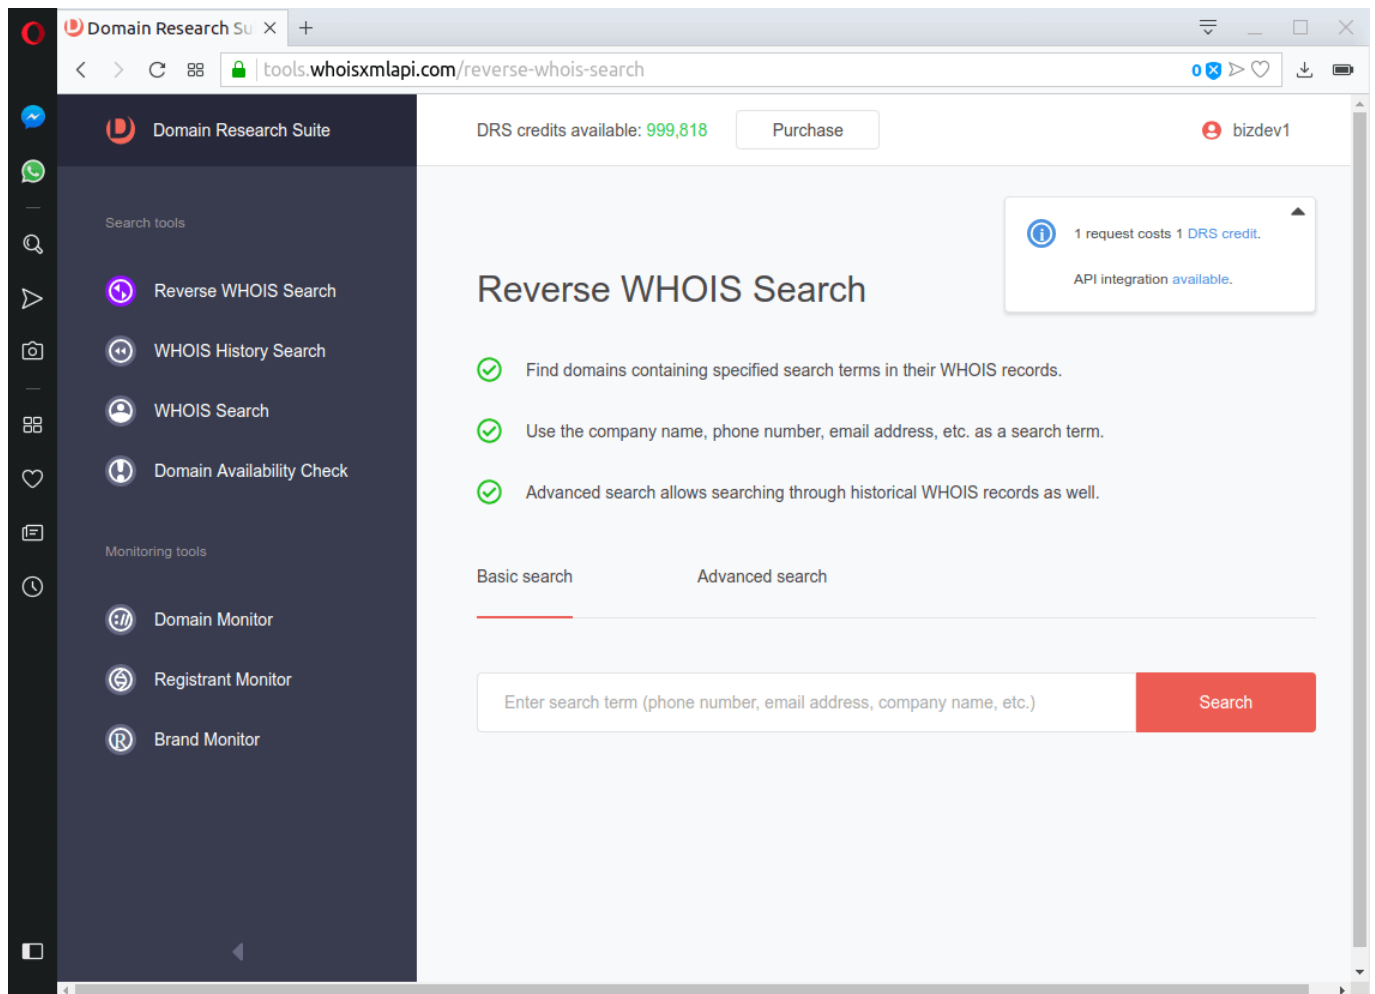 Domain Research Su
tools.whoisxmlapi.com/reverse-whois-search
0
Domain Research Suite
DRS credits available: 999,818
Purchase
bizdev1
Search tools
Reverse WHOIS Search
WHOIS History Search
WHOIS Search
Domain Availability Check
Monitoring tools
Domain Monitor
Registrant Monitor
Brand Monitor
1 request costs 1 DRS credit.
API integration available.
Reverse WHOIS Search
Find domains containing specified search terms in their WHOIS records.
Use the company name, phone number, email address, etc. as a search term.
Advanced search allows searching through historical WHOIS records as well.
Basic search
Advanced search
Enter search term (phone number, email address, company name, etc.)
Search